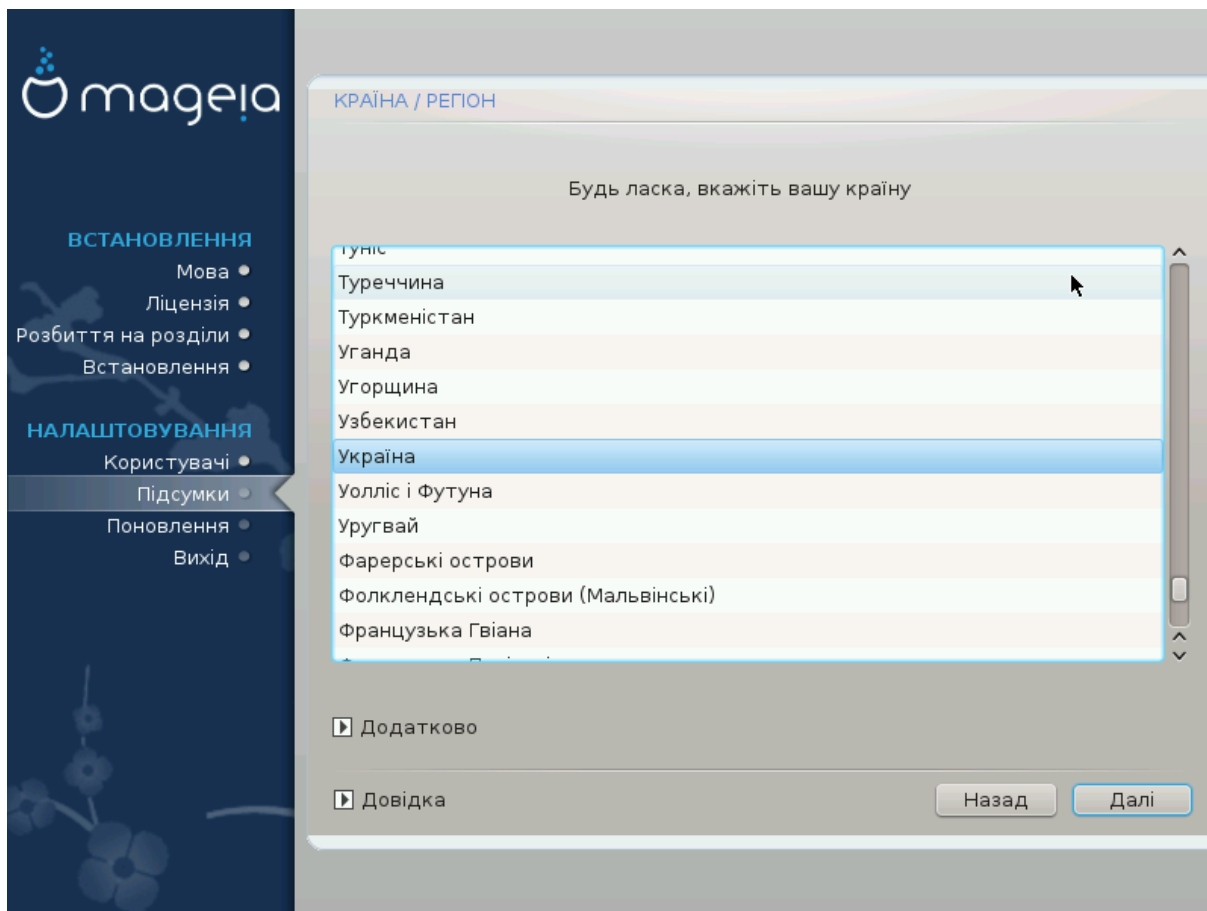 mageia
ВСТАНОВЛЕННЯ
Мова
Ліцензія
Розбиття на розділи
Встановлення
НАЛАШТОВУВАННЯ
Користувачі
Підсумки
Поновлення
Вихід
КРАЇНА / РЕГІОН
Будь ласка, вкажіть вашу країну
Туніс
Туреччина
Туркменістан
Уганда
Угорщина
Узбекистан
Україна
Уолліс і Футуна
Уругвай
Фарерські острови
Фолклендські острови (Мальвінські)
Французька Гвіана
Додатково
Довідка
Назад
Далі